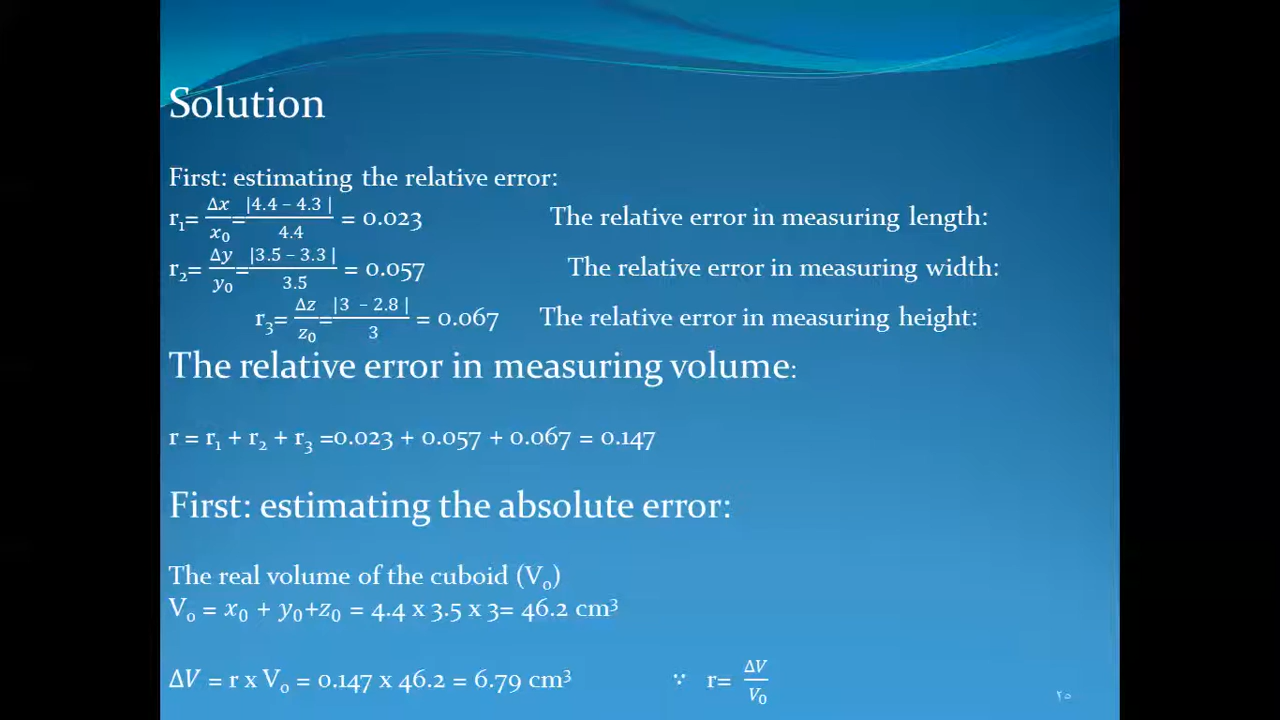 Solution
First: estimating the relative error:
r₁= Δx/x₀ = |4.4 – 4.3 |/4.4 = 0.023 The relative error in measuring length:
r₂= Δy/y₀ = |3.5 – 3.3 |/3.5 = 0.057 The relative error in measuring width:
r₃= Δz/z₀ = |3 – 2.8 |/3 = 0.067 The relative error in measuring height:
The relative error in measuring volume:
r = r₁ + r₂ + r₃ =0.023 + 0.057 + 0.067 = 0.147
First: estimating the absolute error:
The real volume of the cuboid (V₀)
V₀ = x₀ + y₀+z₀ = 4.4 x 3.5 x 3= 46.2 cm³
ΔV = r x V₀ = 0.147 x 46.2 = 6.79 cm³ ∵ r= ΔV/V₀
٢٥